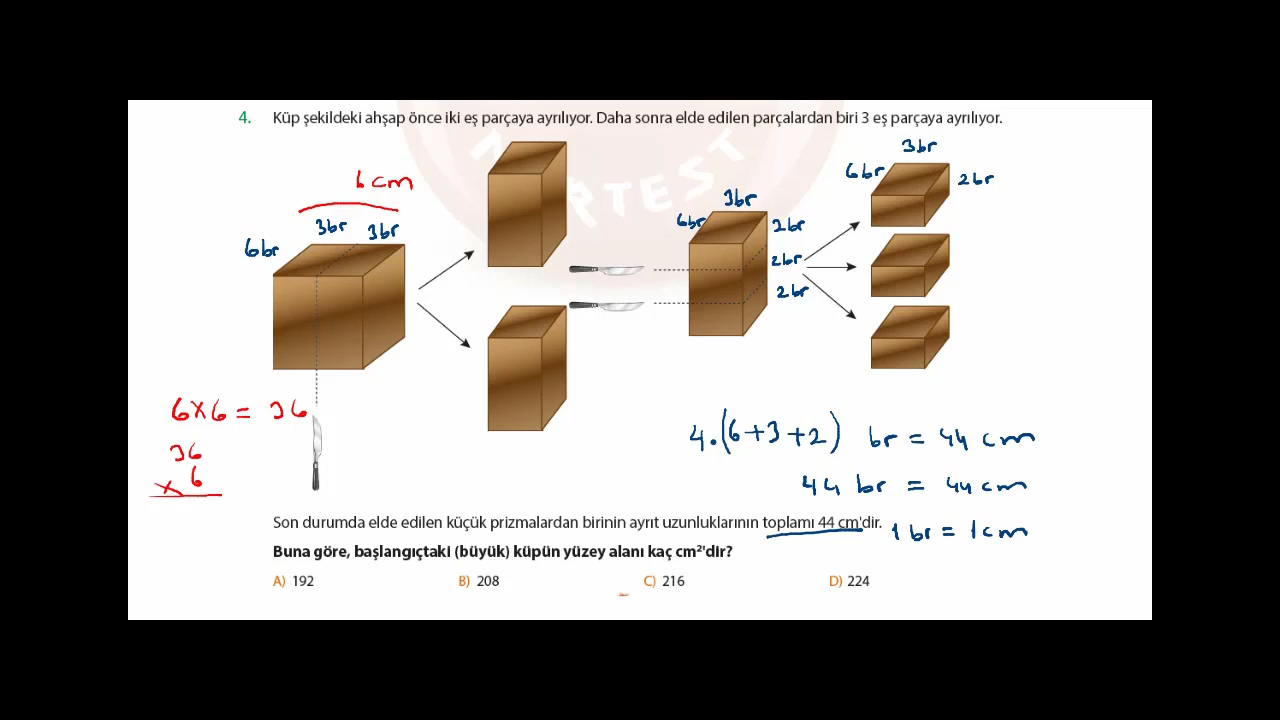 4. Küp şekildeki ahşap önce iki eş parçaya ayrılıyor. Daha sonra elde edilen parçalardan biri 3 eş parçaya ayrılıyor.
3br
6br
2br
6 cm
3br
6br
2br
3br
3br
6br
2br
2br
6×6 = 36
36
× 6
4.(6+3+2) br = 44 cm
44 br = 44 cm
Son durumda elde edilen küçük prizmalardan birinin ayrıt uzunluklarının toplamı 44 cm'dir.
1 br = 1 cm
Buna göre, başlangıçtaki (büyük) küpün yüzey alanı kaç cm²'dir?
A) 192 B) 208 C) 216 D) 224